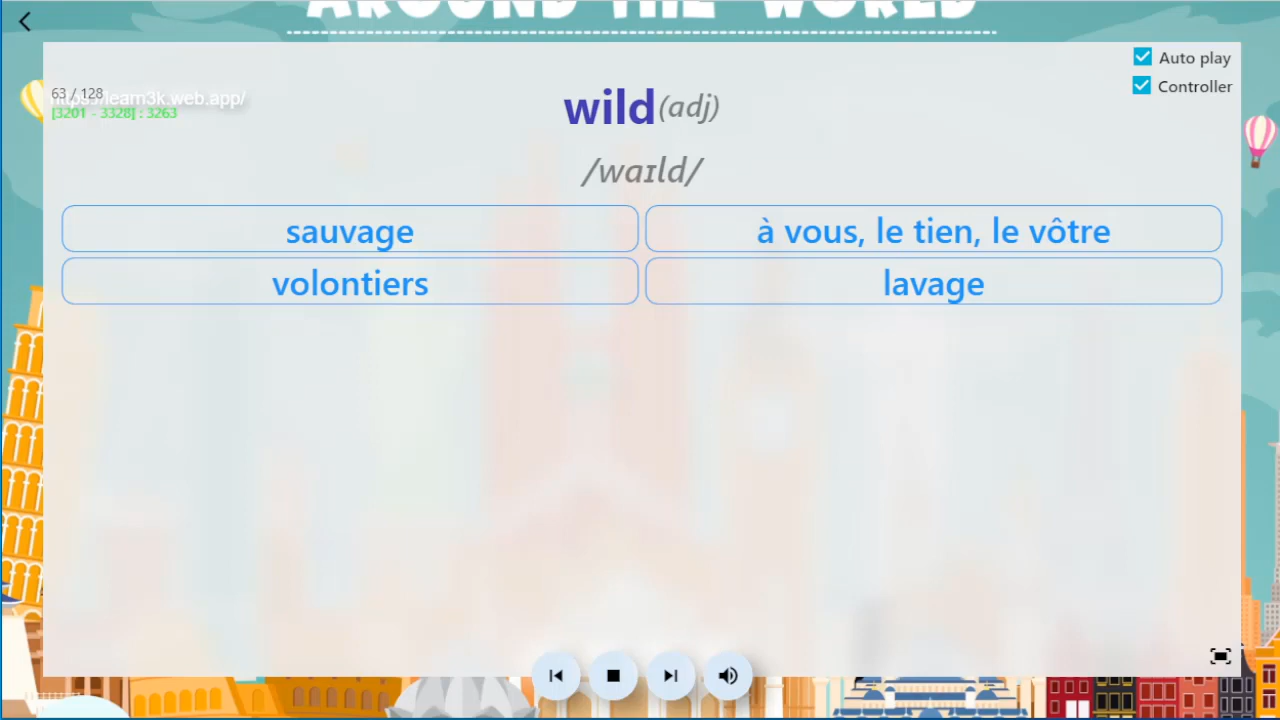 AROUND THE WORLD
Auto play
Controller
63 / 128
https://learn3k.web.app/
[3201 - 3328] : 3263
wild (adj)
/waɪld/
sauvage
à vous, le tien, le vôtre
volontiers
lavage